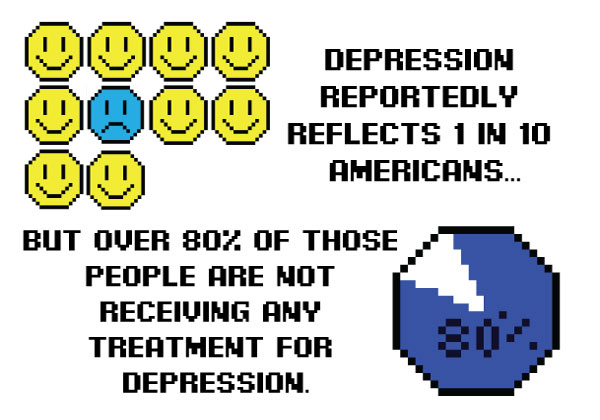 DEPRESSION
REPORTEDLY
REFLECTS 1 IN 10
AMERICANS...
BUT OVER 80% OF THOSE
PEOPLE ARE NOT
RECEIVING ANY
TREATMENT FOR
DEPRESSION.
80%